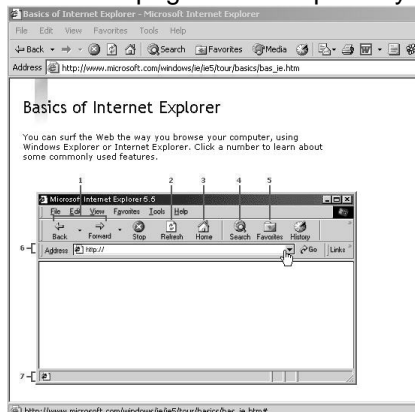 Basics of Internet Explorer - Microsoft Internet Explorer
File Edit View Favorites Tools Help
Back Search Favorites Media
Address http://www.microsoft.com/windows/ie/ie5/tour/basics/bas_ie.htm
Basics of Internet Explorer
You can surf the Web the way you browse your computer, using
Windows Explorer or Internet Explorer. Click a number to learn about
some commonly used features.
1 2 3 4 5
Microsoft Internet Explorer 5.6
File Edit View Favorites Tools Help
Back Forward Stop Refresh Home Search Favorites History
6 Address http:// Go Links
7
http://www.microsoft.com/windows/ie/ie5/tour/basics/bas_ie.htm#